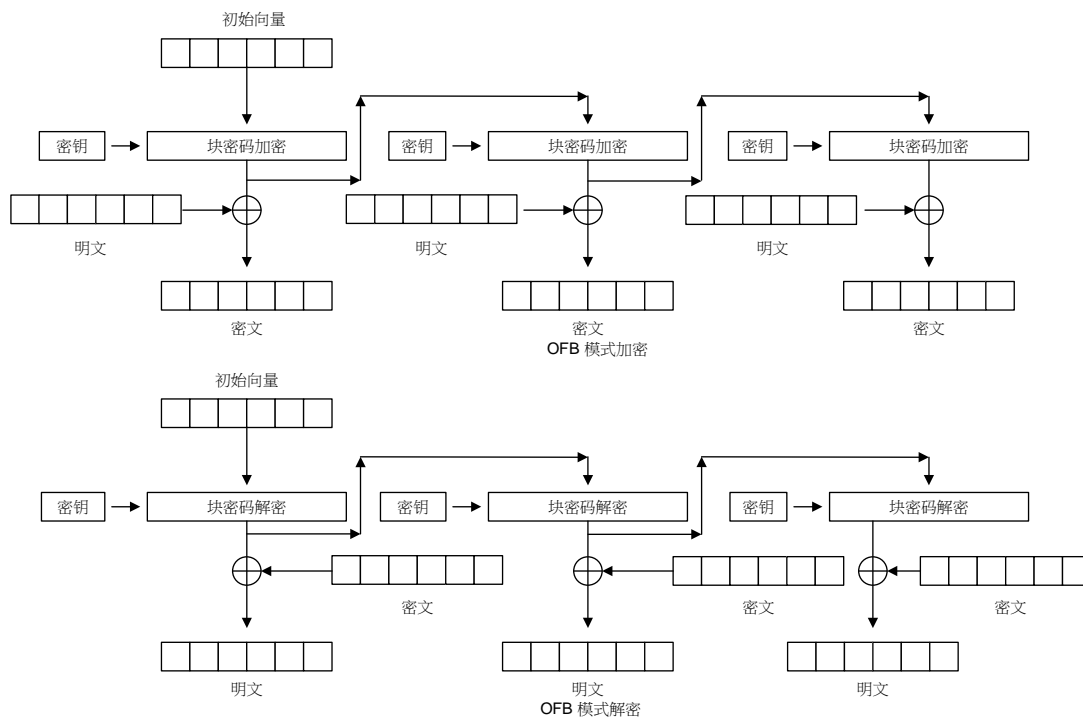 初始向量
密钥
块密码加密
密钥
块密码加密
密钥
块密码加密
明文
明文
明文
密文
密文
密文
OFB 模式加密
初始向量
密钥
块密码解密
密钥
块密码解密
密钥
块密码解密
密文
密文
密文
明文
明文
明文
OFB 模式解密